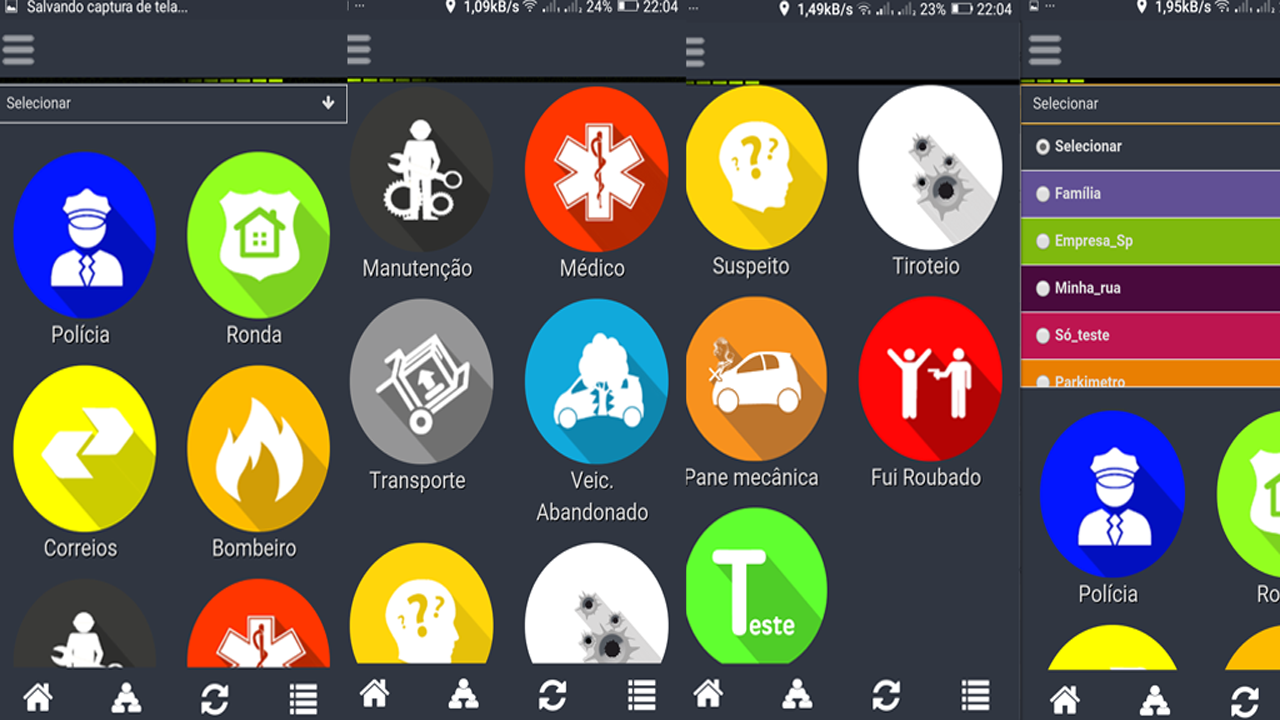 Salvando captura de tela...
Selecionar
Polícia
Ronda
Correios
Bombeiro
1,09kB/s 24% 22:04
Manutenção
Médico
Transporte
Veic.
Abandonado
1,49kB/s 23% 22:04
Suspeito
Tiroteio
Pane mecânica
Fui Roubado
Teste
1,95kB/s
Selecionar
Selecionar
Família
Empresa_Sp
Minha_rua
Só_teste
Parkimetro
Polícia
Ro